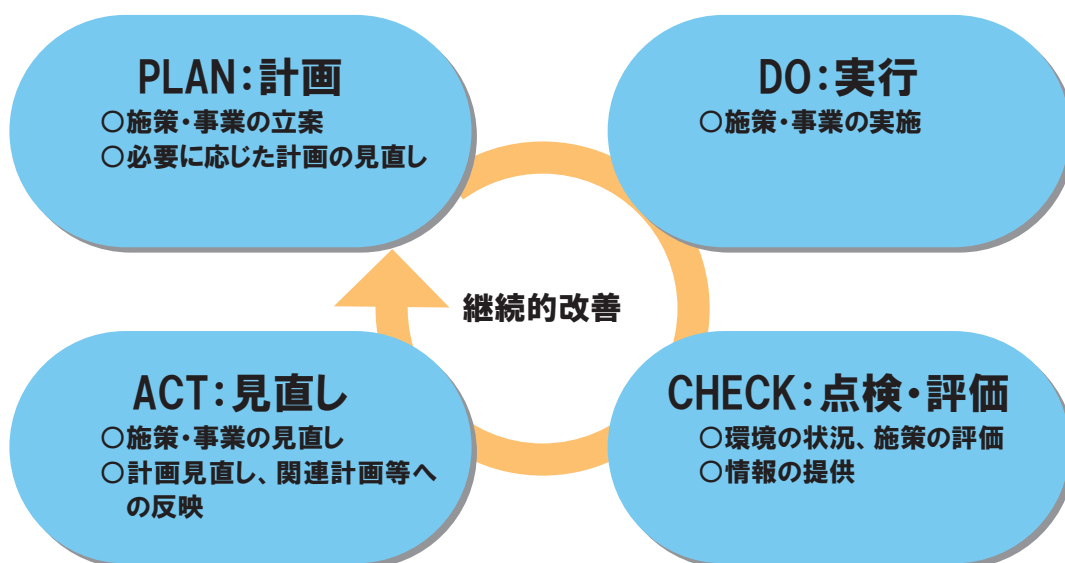 PLAN:計画
○施策・事業の立案
○必要に応じた計画の見直し
DO:実行
○施策・事業の実施
継続的改善
ACT:見直し
○施策・事業の見直し
○計画見直し、関連計画等へ
の反映
CHECK:点検・評価
○環境の状況、施策の評価
○情報の提供